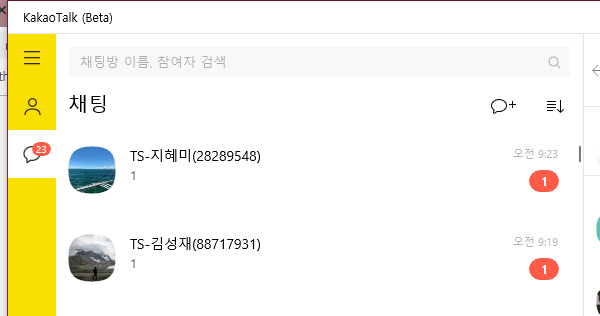 KakaoTalk (Beta)
채팅방 이름, 참여자 검색
채팅
23
TS-지혜미(28289548)
오전 9:23
1
1
TS-김성재(88717931)
오전 9:19
1
1